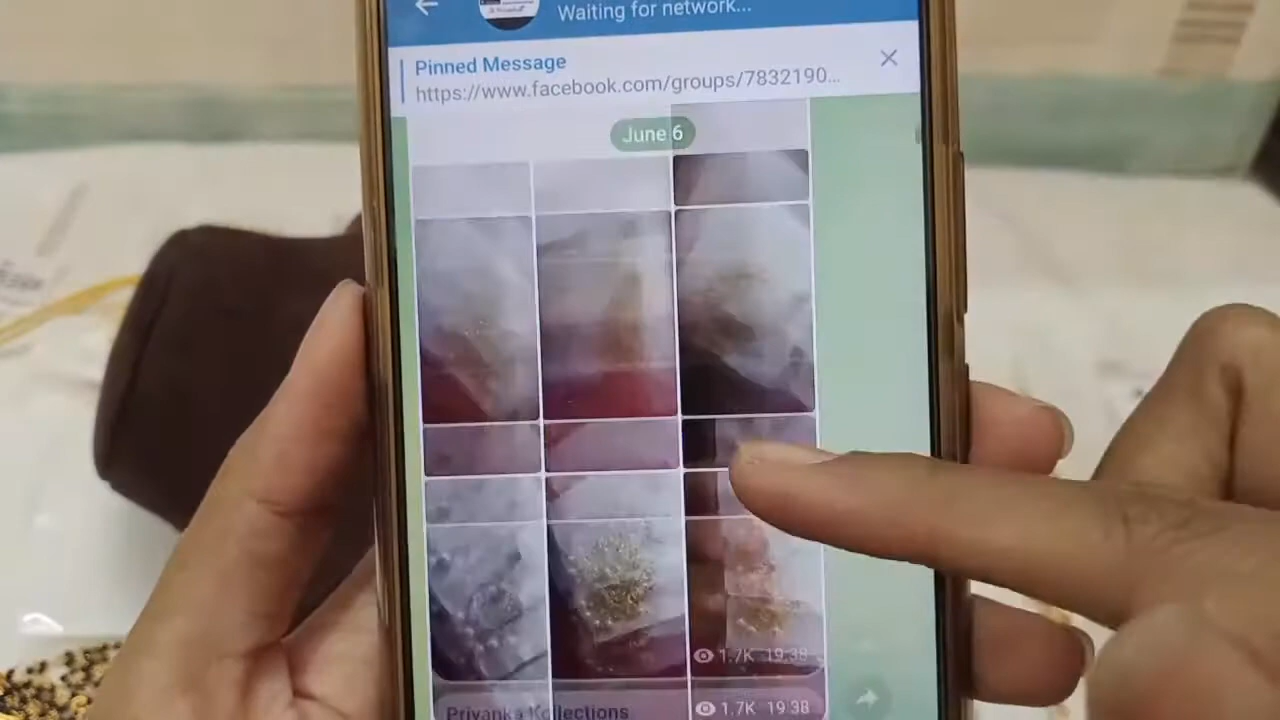 Waiting for network...
Pinned Message
https://www.facebook.com/groups/7832190...
June 6
1.7K 19:38
Priyanka Kollections
1.7K 19:38